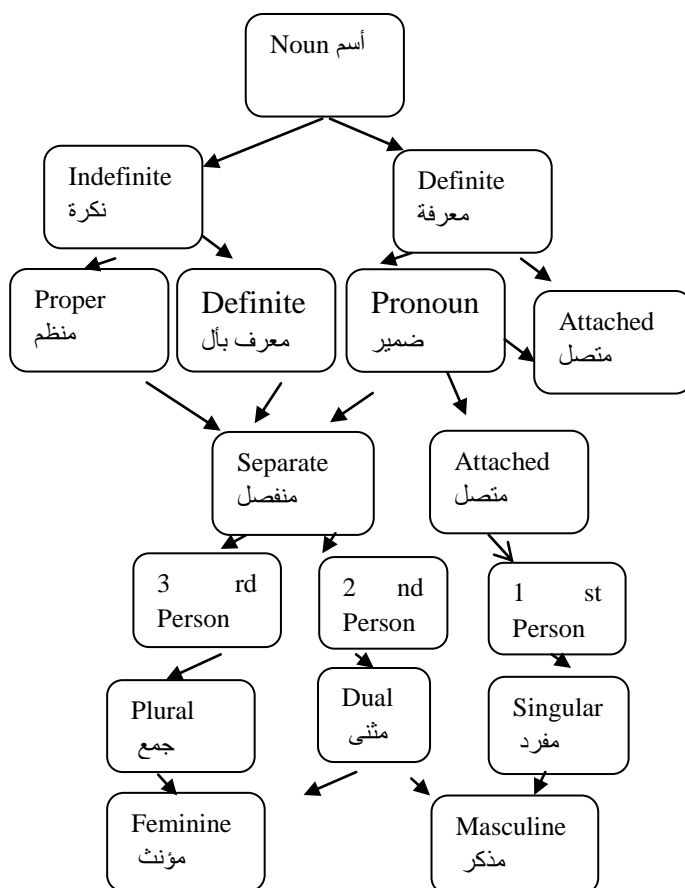 Noun أسم
Indefinite
نكرة
Definite
معرفة
Proper
منظم
Definite
معرف بأل
Pronoun
ضمير
Attached
متصل
Separate
منفصل
Attached
متصل
3 rd
Person
2 nd
Person
1 st
Person
Plural
جمع
Dual
مثنى
Singular
مفرد
Feminine
مؤنث
Masculine
مذكر